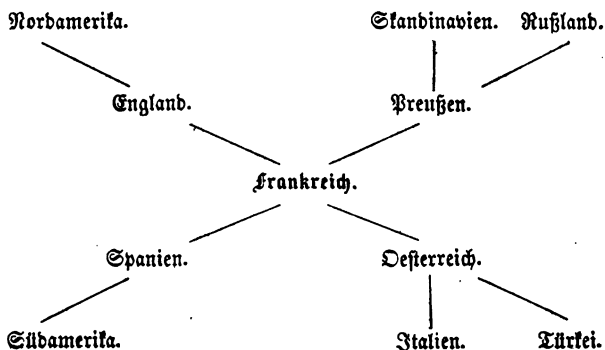 Nordamerika. Skandinavien. Rußland.
England. Preußen.
Frankreich.
Spanien. Oesterreich.
Südamerika. Italien. Türkei.